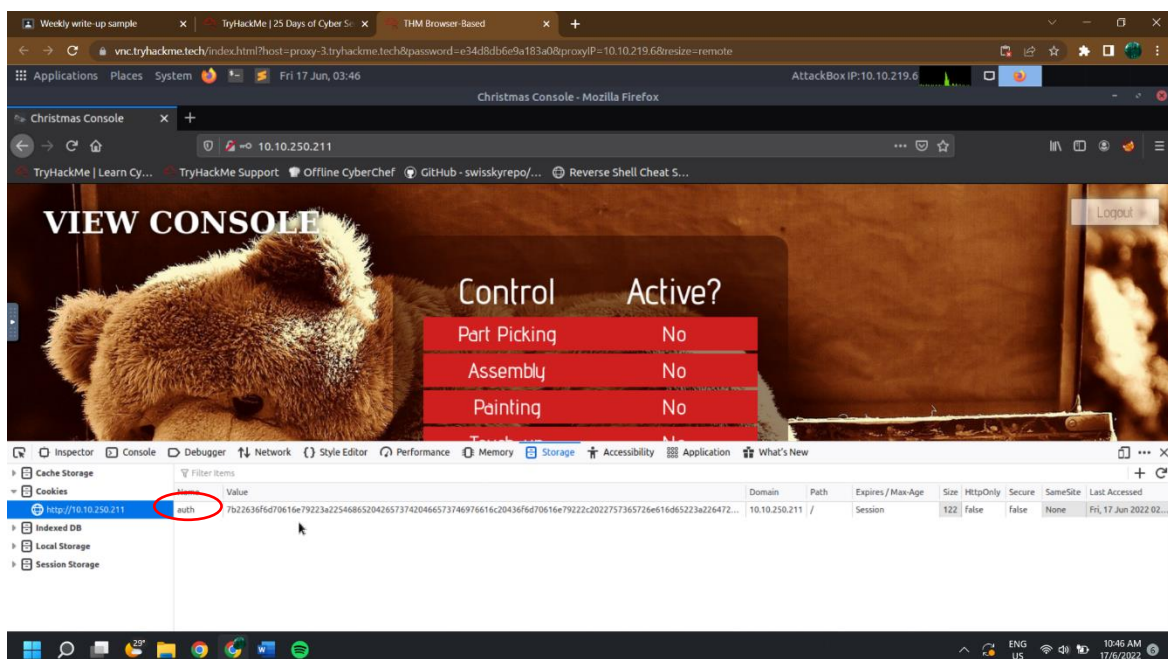 Weekly write-up sample
TryHackMe | 25 Days of Cyber Se
THM Browser-Based
vnc.tryhackme.tech/index.html?host=proxy-3.tryhackme.tech&password=e34d8db6e9a183a0&proxyIP=10.10.219.6&resize=remote
Applications Places System Fri 17 Jun, 03:46 AttackBox IP:10.10.219.6
Christmas Console - Mozilla Firefox
Christmas Console
10.10.250.211
TryHackMe | Learn Cy... TryHackMe Support Offline CyberChef GitHub - swisskyrepo/... Reverse Shell Cheat S...
VIEW CONSOLE
Logout
Control Active?
Part Picking No
Assembly No
Painting No
Touch-up No
Inspector Console Debugger Network Style Editor Performance Memory Storage Accessibility Application What's New
Cache Storage
Filter Items
Cookies
Name Value Domain Path Expires / Max-Age Size HttpOnly Secure SameSite Last Accessed
http://10.10.250.211
auth 7b22636f6d70616e79223a22546865204265737420466573746976616c20436f6d70616e79222c2022757365726e616d65223a226472... 10.10.250.211 / Session 122 false false None Fri, 17 Jun 2022 02...
Indexed DB
Local Storage
Session Storage
29°
ENG
US
10:46 AM
17/6/2022
6